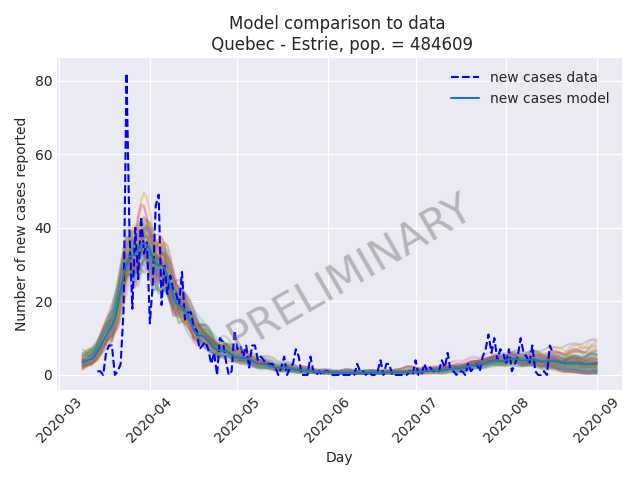 Model comparison to data
Quebec - Estrie, pop. = 484609
new cases data
new cases model
PRELIMINARY
Number of new cases reported
80
60
40
20
0
2020-03
2020-04
2020-05
2020-06
2020-07
2020-08
2020-09
Day